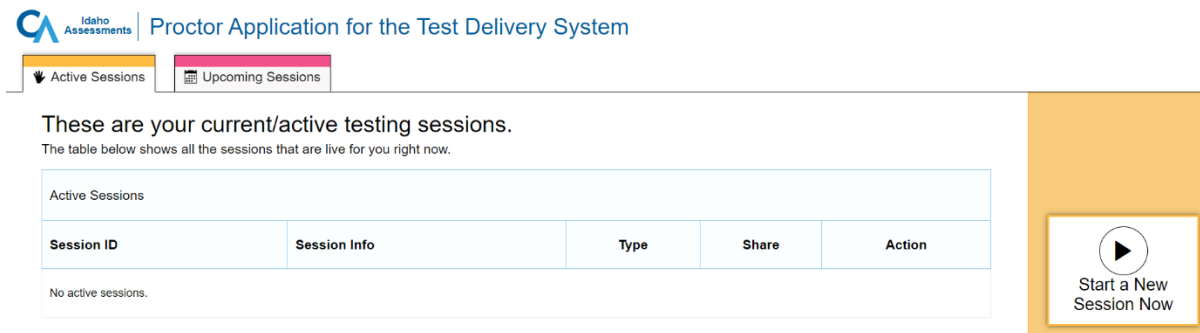 CA Idaho Assessments Proctor Application for the Test Delivery System
Active Sessions Upcoming Sessions
These are your current/active testing sessions.
The table below shows all the sessions that are live for you right now.
Active Sessions
Session ID Session Info Type Share Action
No active sessions.
Start a New
Session Now